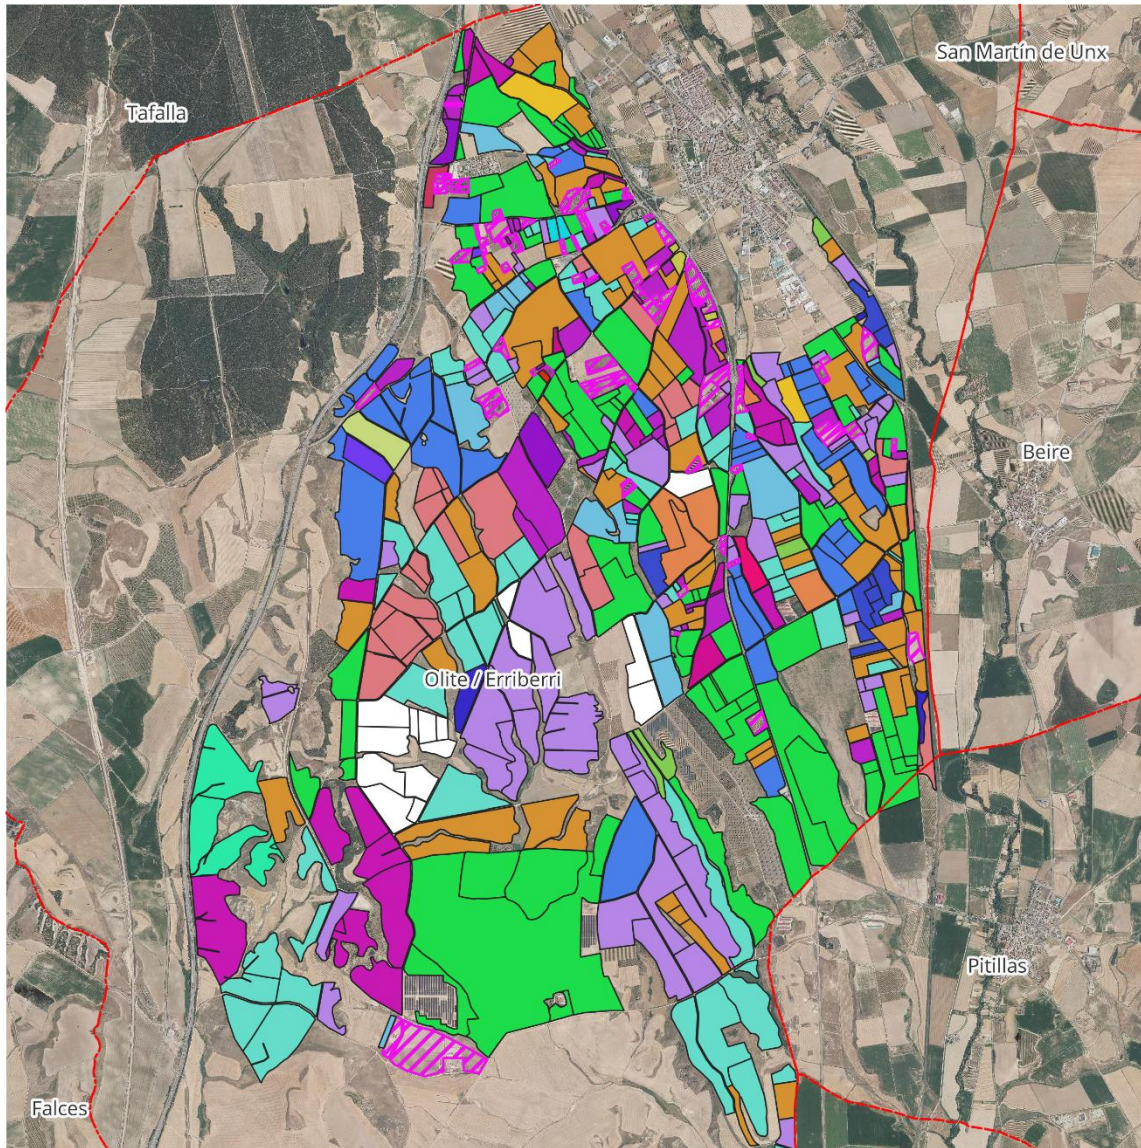 San Martín de Unx
Tafalla
Beire
Olite / Erriberri
Pitillas
Falces